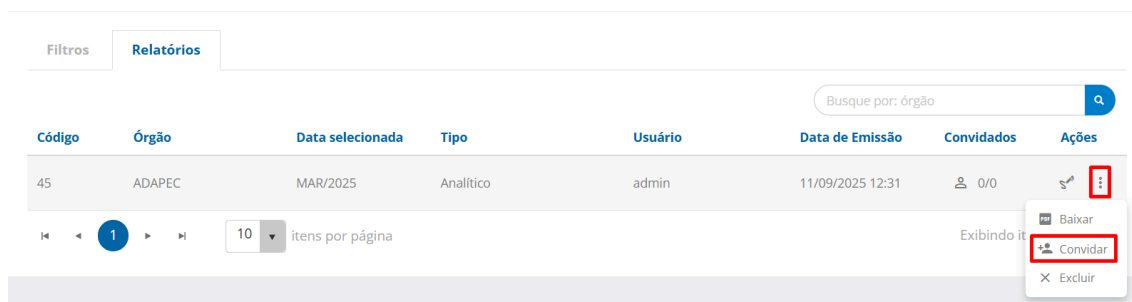 Filtros Relatórios
Busque por: órgão
Código Órgão Data selecionada Tipo Usuário Data de Emissão Convidados Ações
45 ADAPEC MAR/2025 Analítico admin 11/09/2025 12:31 0/0
PDF Baixar
1 10 itens por página Exibindo
Convidar
Excluir